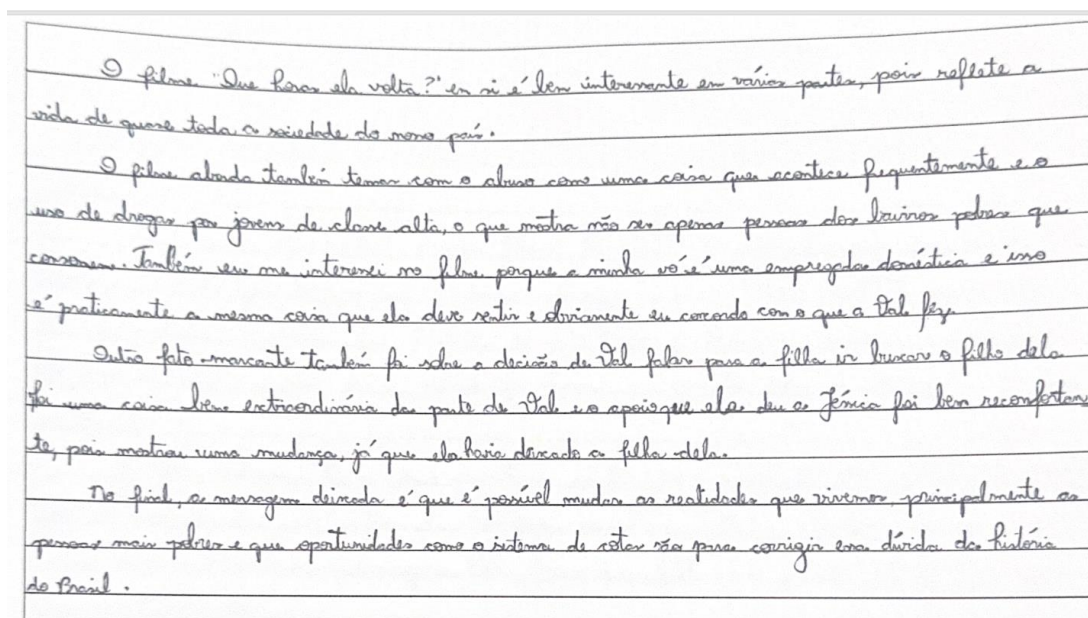 O filme "Que horas ela volta?" en si é bem interesante em várias partes, pois reflete a
vida de quase toda a sociedade do nosso país.
O filme aborda também temas com o abuso como uma coisa que acontece frequentemente e o
uso de drogas por jovens de classe alta, o que mostra não ser apenas pessoas dos bairros pobres que
consomem. Também eu me interessei no filme porque a minha vó é uma empregada doméstica e isso
é praticamente a mesma coisa que ela deve sentir e obviamente eu concordo com o que a Val fez.
Outro fato marcante também foi sobre a decisão de Val falar para a filha ir buscar o filho dela
foi uma coisa bem extraordinária da parte de Val e o apoio que ela deu a Jéssica foi bem reconfortan
te, pois mostrou uma mudança, já que ela havia deixado a filha dela.
No final, a mensagem deixada é que é possível mudar as realidades que vivemos, principalmente as
pessoas mais pobres e que oportunidades como o sistema de cotas são para corrigir essa dívida da história
do Brasil.